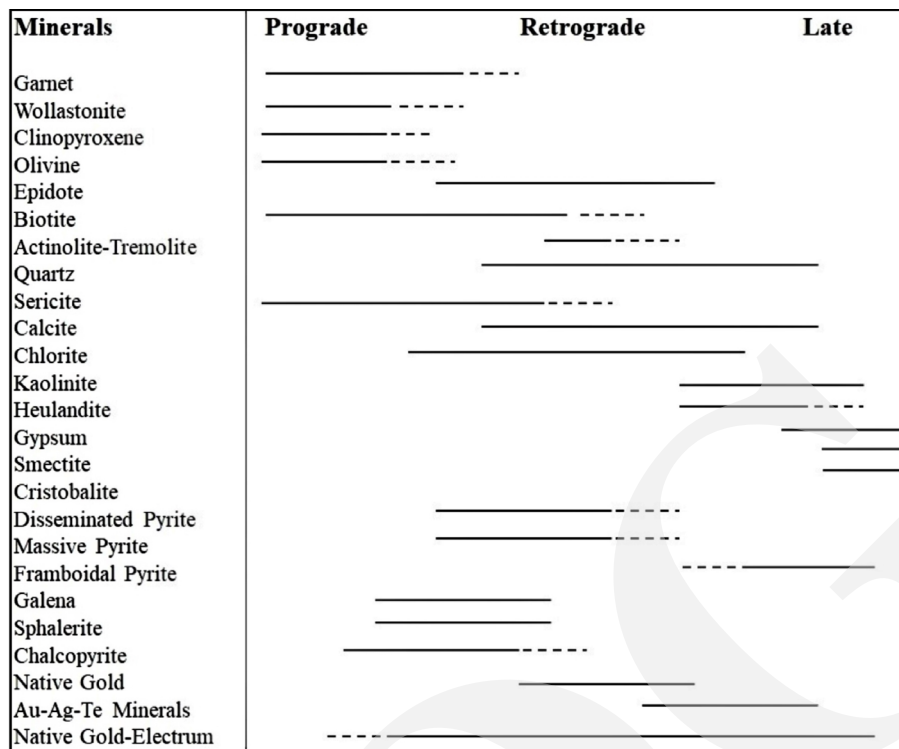 Minerals Prograde Retrograde Late
Garnet
Wollastonite
Clinopyroxene
Olivine
Epidote
Biotite
Actinolite-Tremolite
Quartz
Sericite
Calcite
Chlorite
Kaolinite
Heulandite
Gypsum
Smectite
Cristobalite
Disseminated Pyrite
Massive Pyrite
Framboidal Pyrite
Galena
Sphalerite
Chalcopyrite
Native Gold
Au-Ag-Te Minerals
Native Gold-Electrum